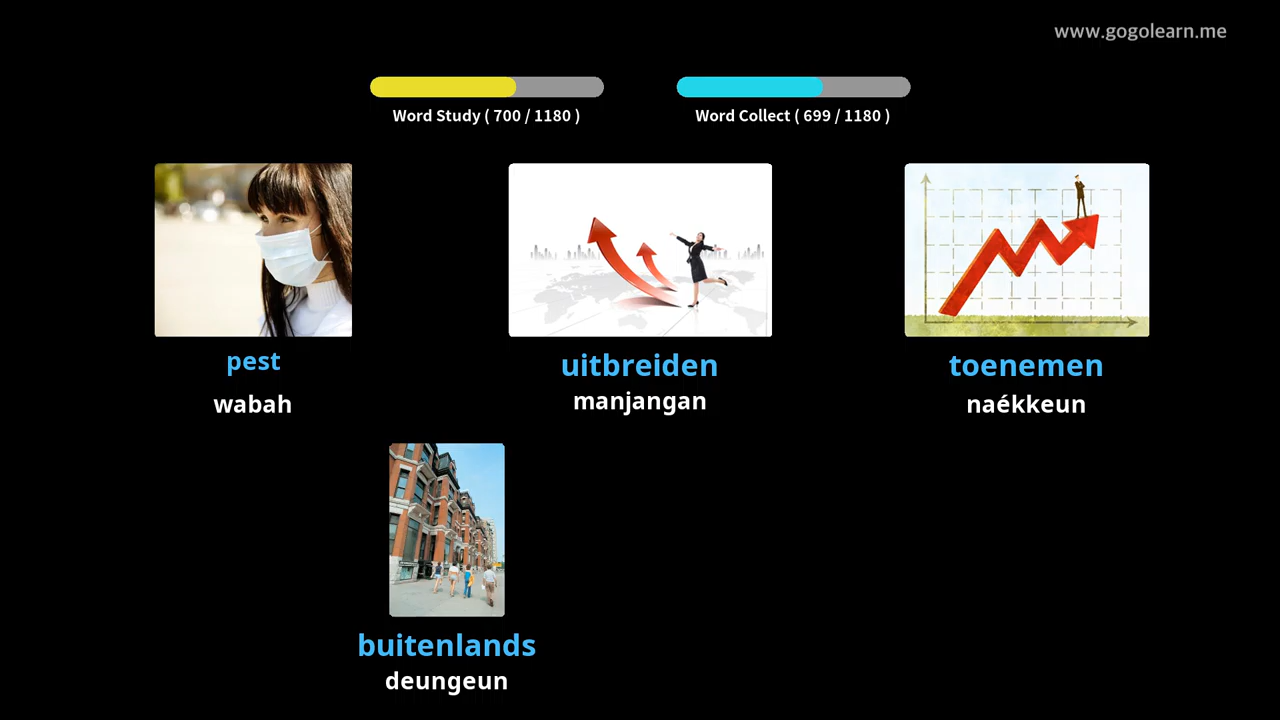 www.gogolearn.me
Word Study ( 700 / 1180 )
Word Collect ( 699 / 1180 )
pest
wabah
uitbreiden
manjangan
toenemen
naékkeun
buitenlands
deungeun